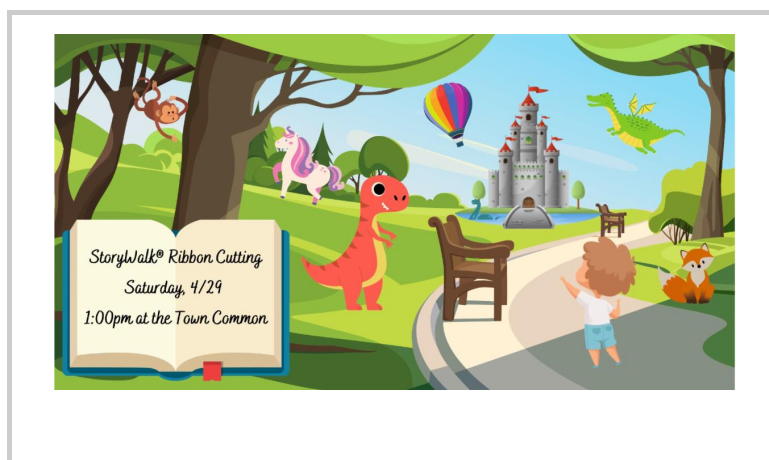 StoryWalk® Ribbon Cutting
Saturday, 4/29
1:00pm at the Town Common